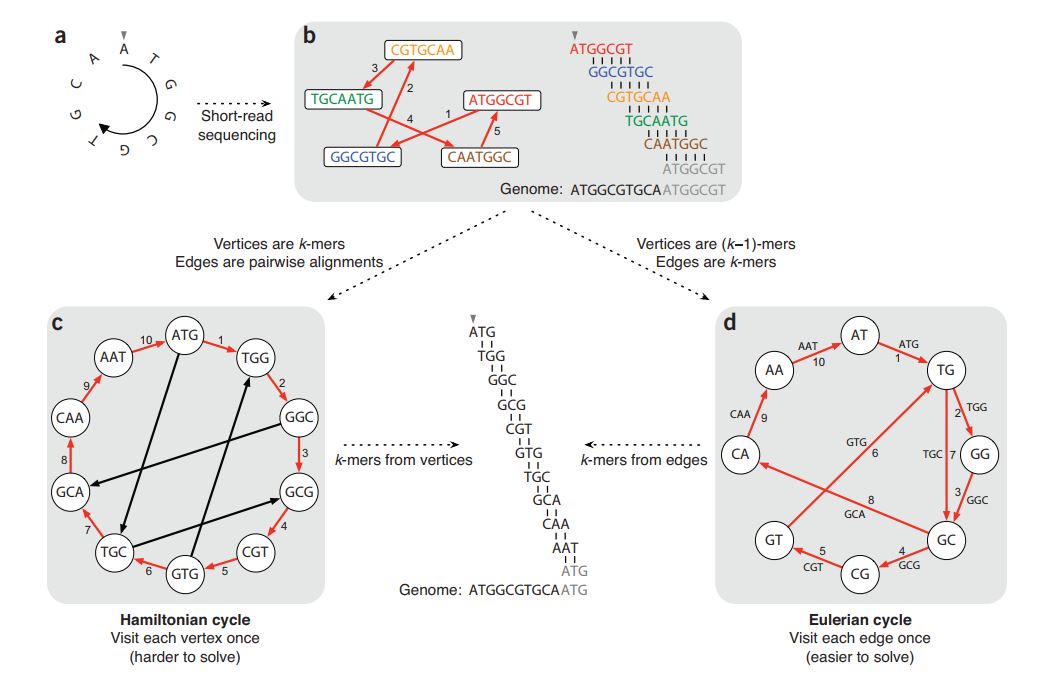 a
A
T
G
G
C
G
T
G
C
A
Short-read
sequencing
b
CGTGCAA
TGCAATG
ATGGCGT
GGCGTGC
CAATGGC
3
2
4
1
5
ATGGCGT
GGCGTGC
CGTGCAA
TGCAATG
CAATGGC
ATGGCGT
Genome: ATGGCGTGCAATGGCGT
Vertices are k-mers
Edges are pairwise alignments
Vertices are (k–1)-mers
Edges are k-mers
c
ATG
TGG
GGC
GCG
CGT
GTG
TGC
GCA
CAA
AAT
1
2
3
4
5
6
7
8
9
10
Hamiltonian cycle
Visit each vertex once
(harder to solve)
k-mers from vertices
ATG
TGG
GGC
GCG
CGT
GTG
TGC
GCA
CAA
AAT
ATG
Genome: ATGGCGTGCAATG
k-mers from edges
d
AT
TG
GG
GC
CG
GT
CA
AA
ATG
1
2 TGG
3
GGC
4
GCG
5
CGT
GTG
6
TGC 7
8
GCA
CAA 9
AAT
10
Eulerian cycle
Visit each edge once
(easier to solve)